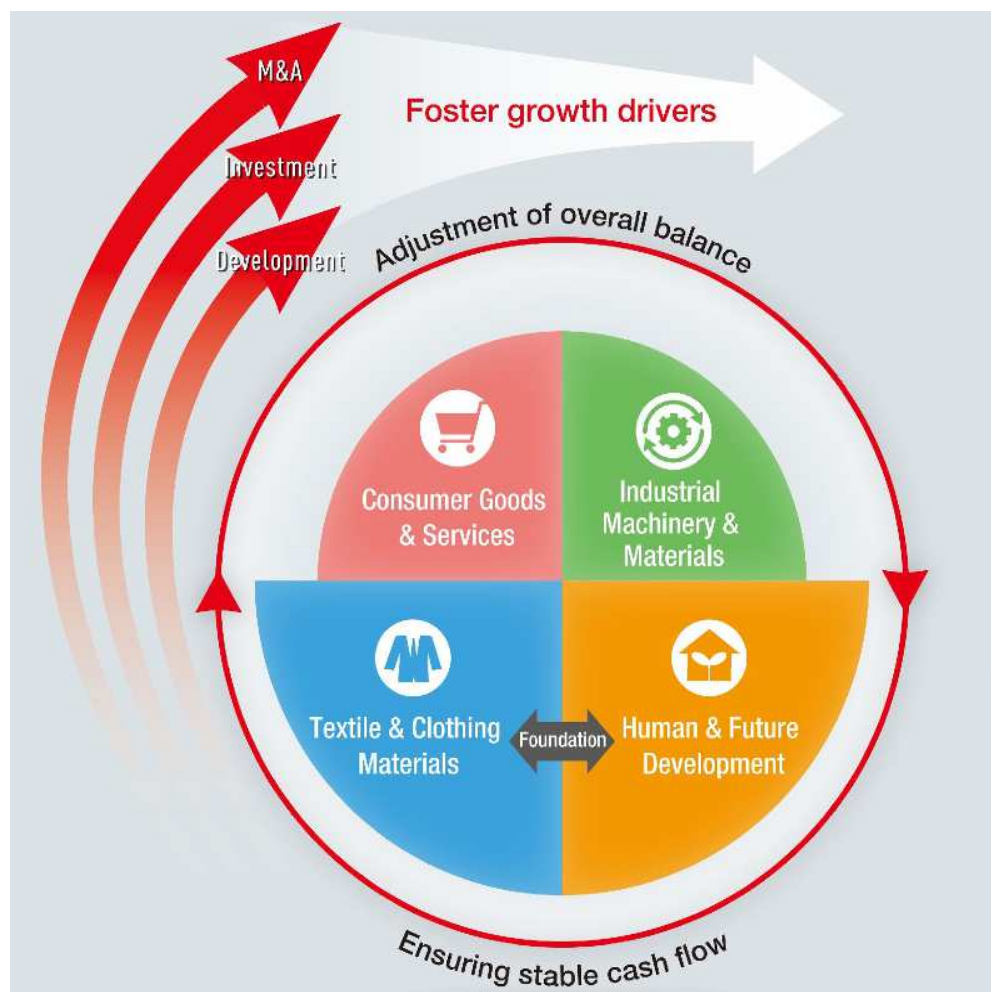 M&A
Foster growth drivers
Investment
Development
Adjustment of overall balance
Consumer Goods
& Services
Industrial
Machinery &
Materials
Textile & Clothing
Materials
Foundation
Human & Future
Development
Ensuring stable cash flow